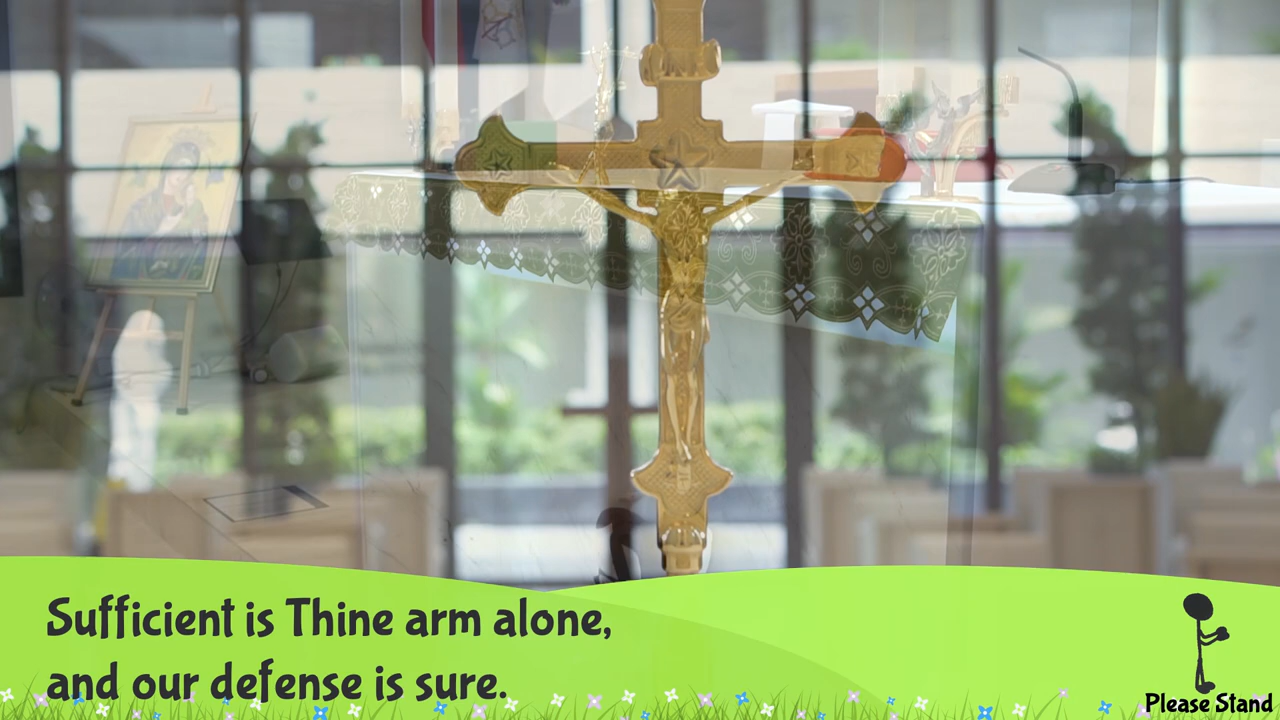 Sufficient is Thine arm alone,
and our defense is sure.
Please Stand